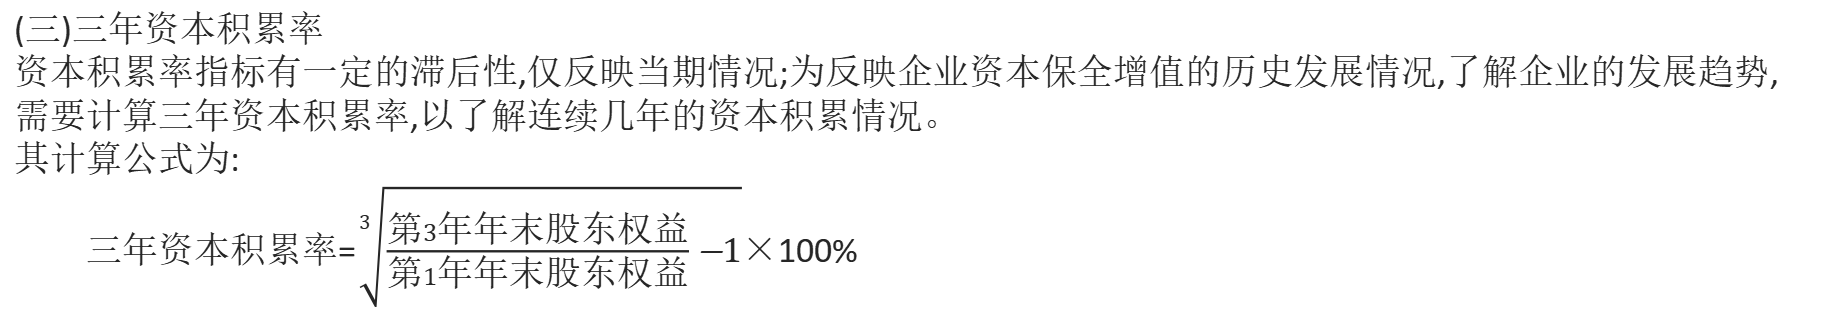 (三)三年资本积累率
资本积累率指标有一定的滞后性,仅反映当期情况;为反映企业资本保全增值的历史发展情况,了解企业的发展趋势,
需要计算三年资本积累率,以了解连续几年的资本积累情况。
其计算公式为:
三年资本积累率=∛(第3年年末股东权益/第1年年末股东权益 −1)×100%